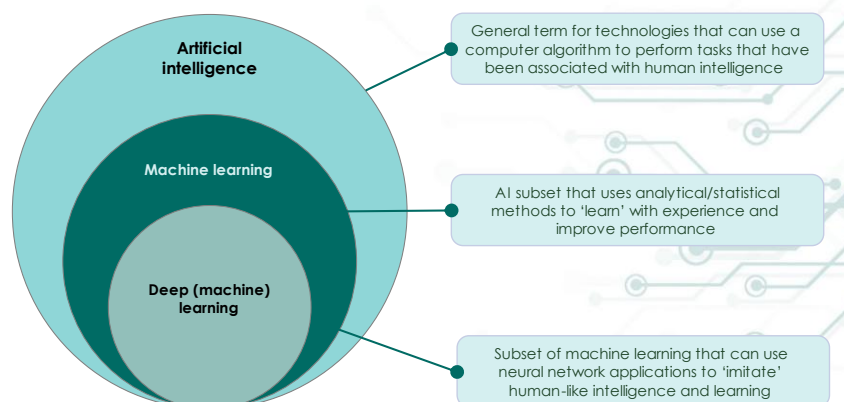 Artificial
intelligence
General term for technologies that can use a
computer algorithm to perform tasks that have
been associated with human intelligence
Machine learning
AI subset that uses analytical/statistical
methods to ‘learn’ with experience and
improve performance
Deep (machine)
learning
Subset of machine learning that can use
neural network applications to ‘imitate’
human-like intelligence and learning